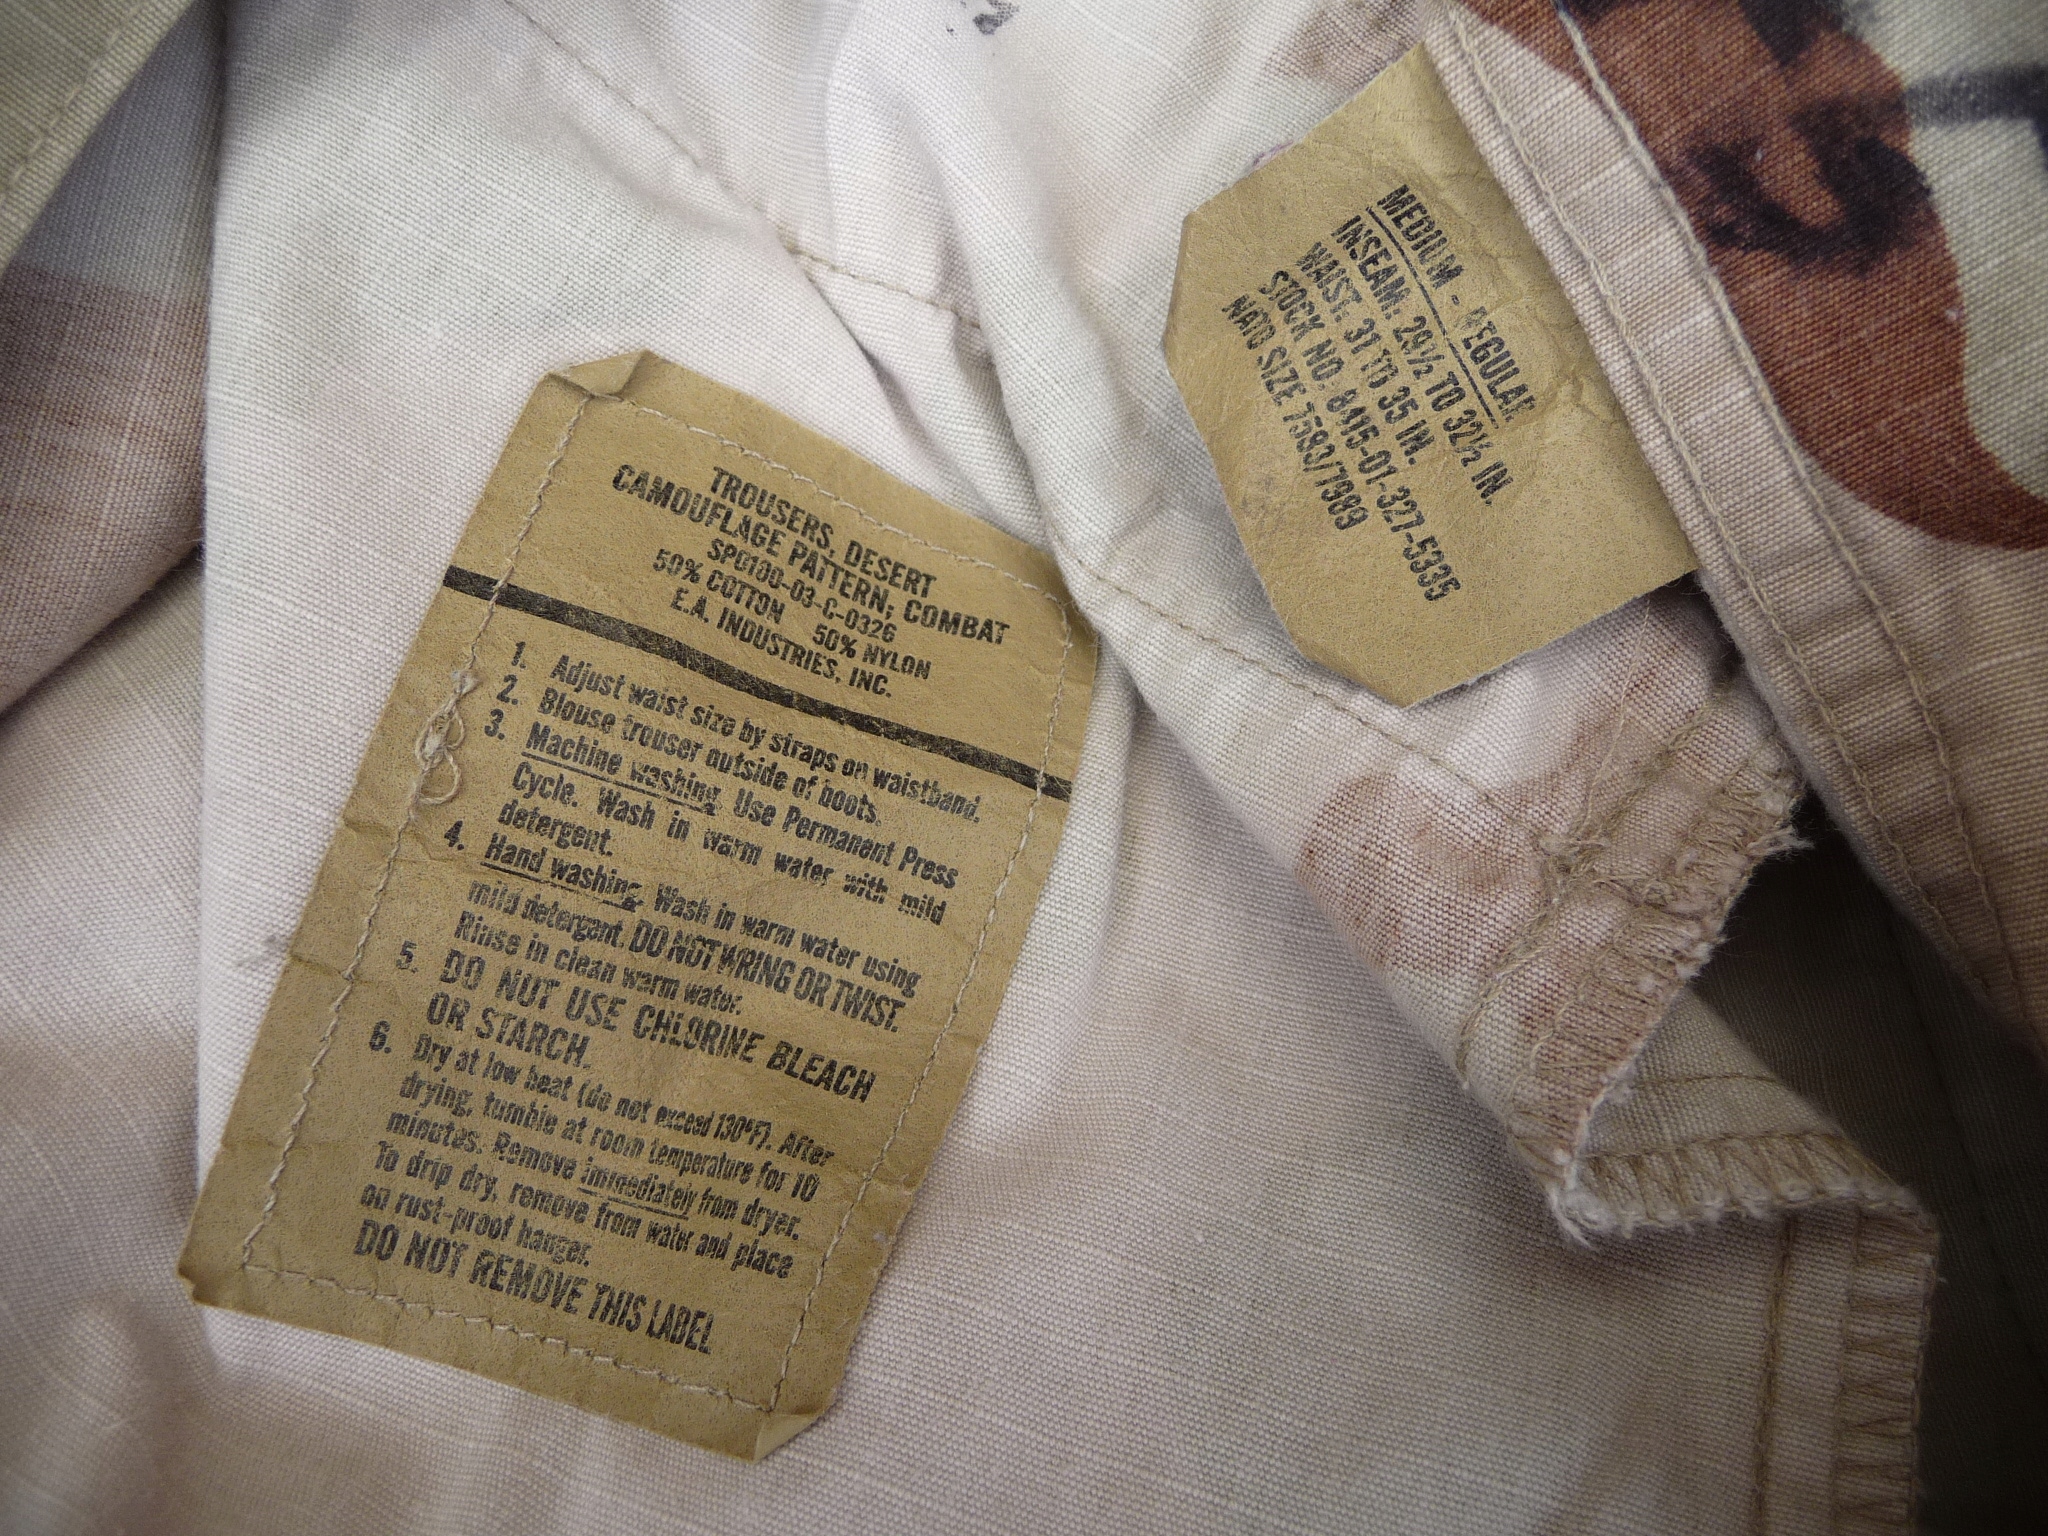 TROUSERS, DESERT
CAMOUFLAGE PATTERN; COMBAT
SP0100-03-C-0326
50% COTTON 50% NYLON
E.A. INDUSTRIES, INC.
1. Adjust waist size by straps on waistband.
2. Blouse trouser outside of boots.
3. Machine washing. Use Permanent Press
Cycle. Wash in warm water with mild
detergent.
4. Hand washing. Wash in warm water using
mild detergent. DO NOT WRING OR TWIST.
Rinse in clean warm water.
5. DO NOT USE CHLORINE BLEACH
OR STARCH.
6. Dry at low heat (do not exceed 130°F). After
drying, tumble at room temperature for 10
minutes. Remove immediately from dryer.
To drip dry, remove from water and place
on rust-proof hanger.
DO NOT REMOVE THIS LABEL
MEDIUM - REGULAR
INSEAM: 29½ TO 32½ IN.
WAIST: 31 TO 35 IN.
STOCK NO: 8415-01-327-5335
NATO SIZE 7583/7989